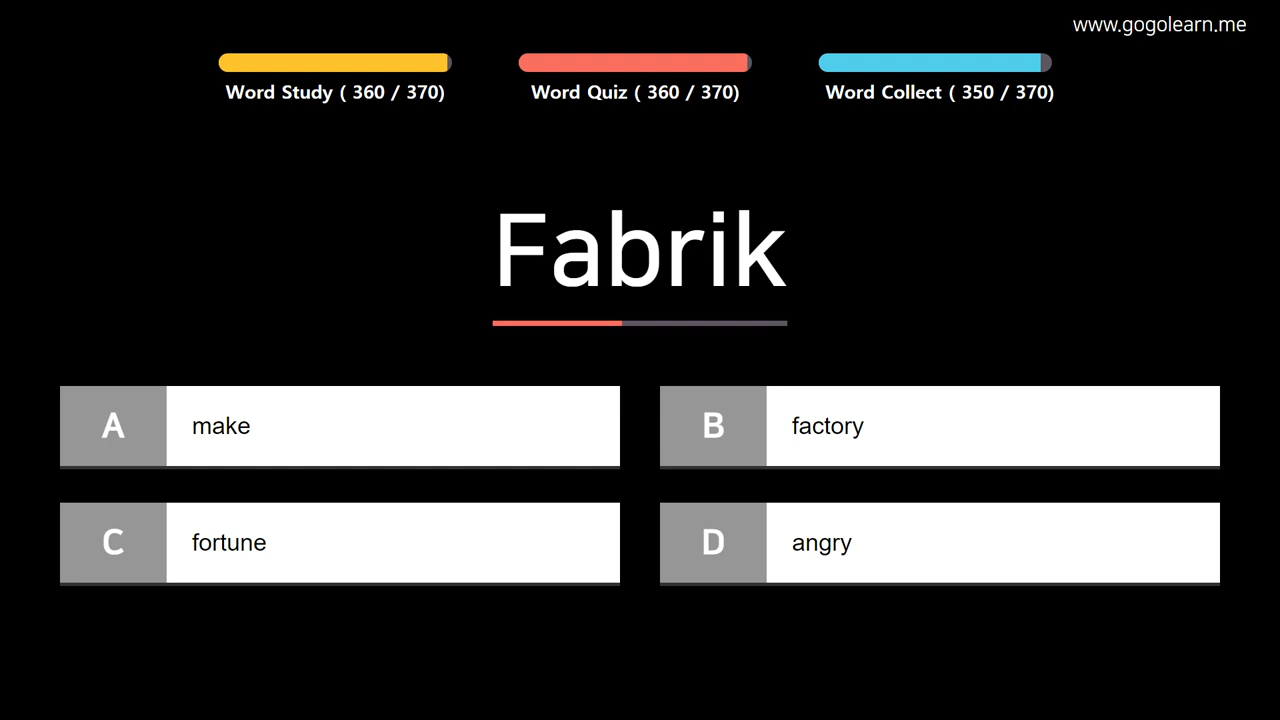 www.gogolearn.me
Word Study ( 360 / 370)
Word Quiz ( 360 / 370)
Word Collect ( 350 / 370)
Fabrik
A make
B factory
C fortune
D angry